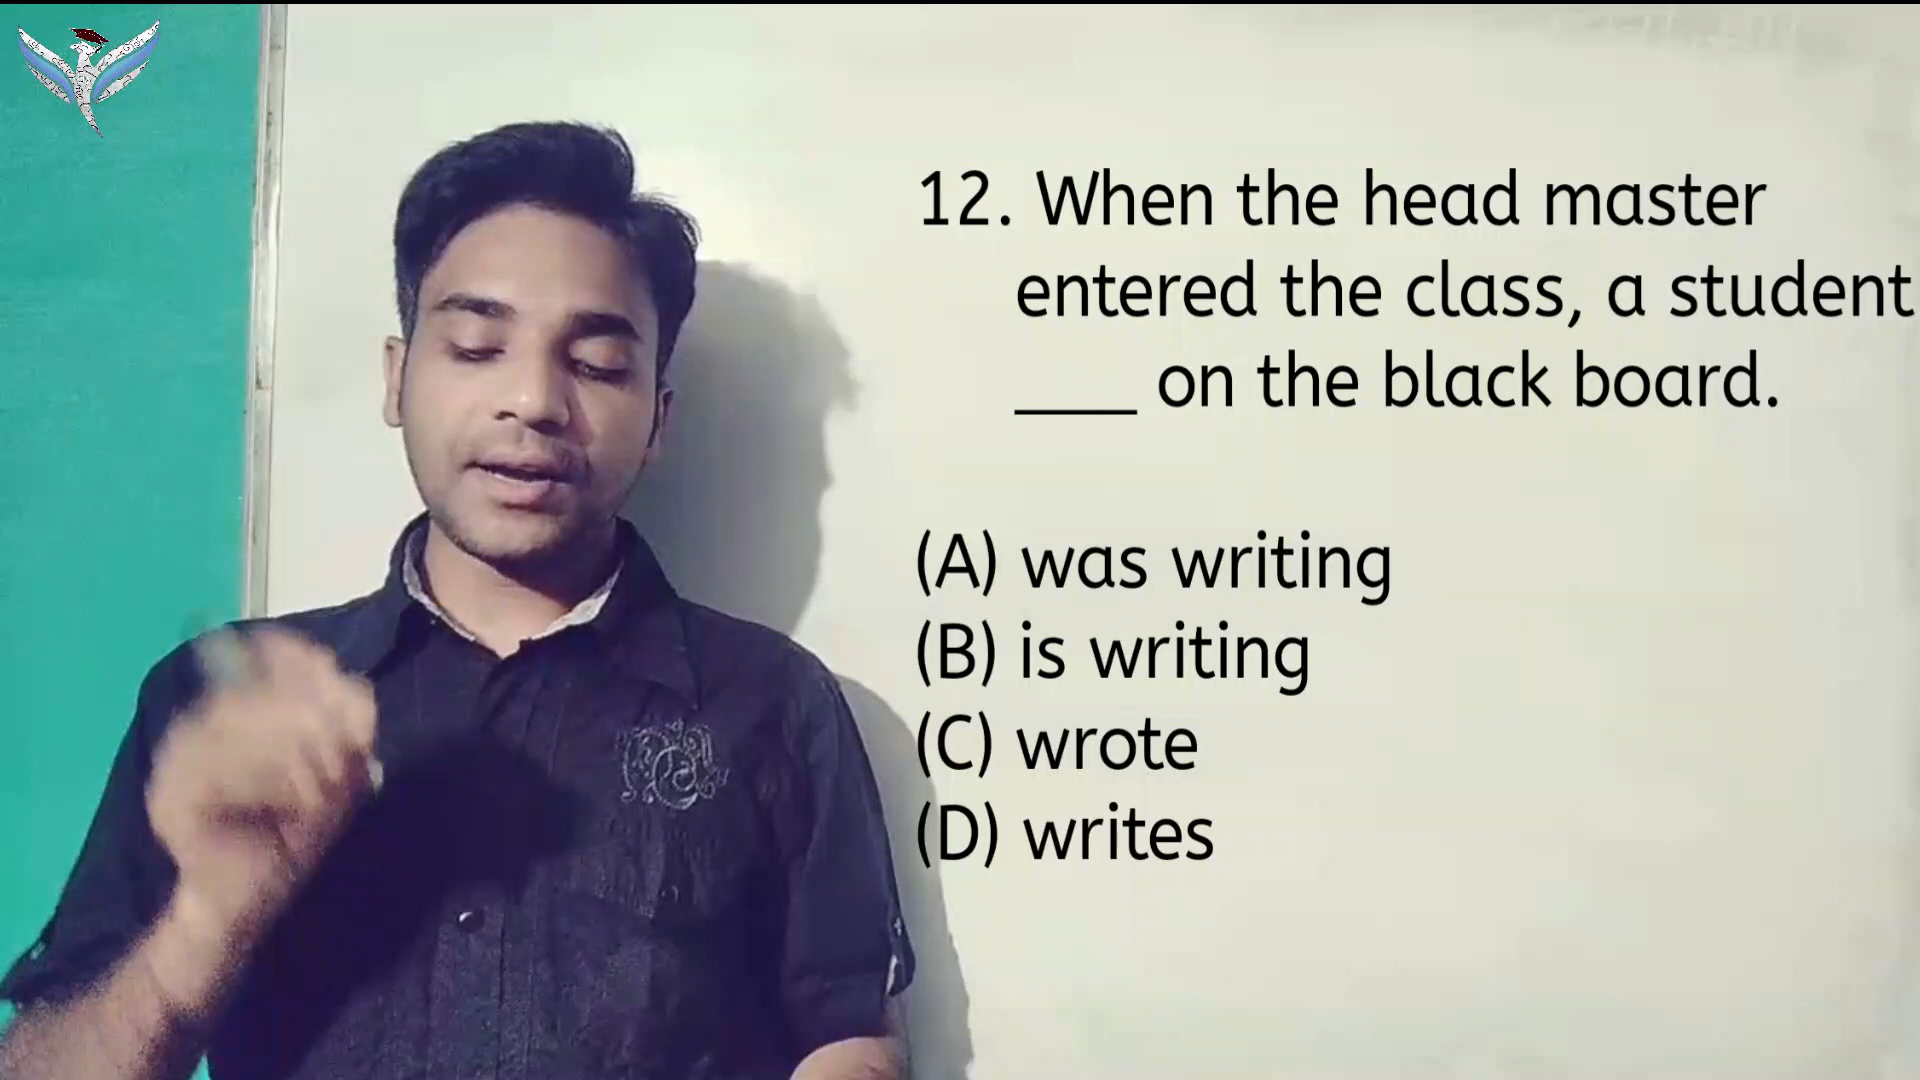 12. When the head master
entered the class, a student
____ on the black board.
(A) was writing
(B) is writing
(C) wrote
(D) writes